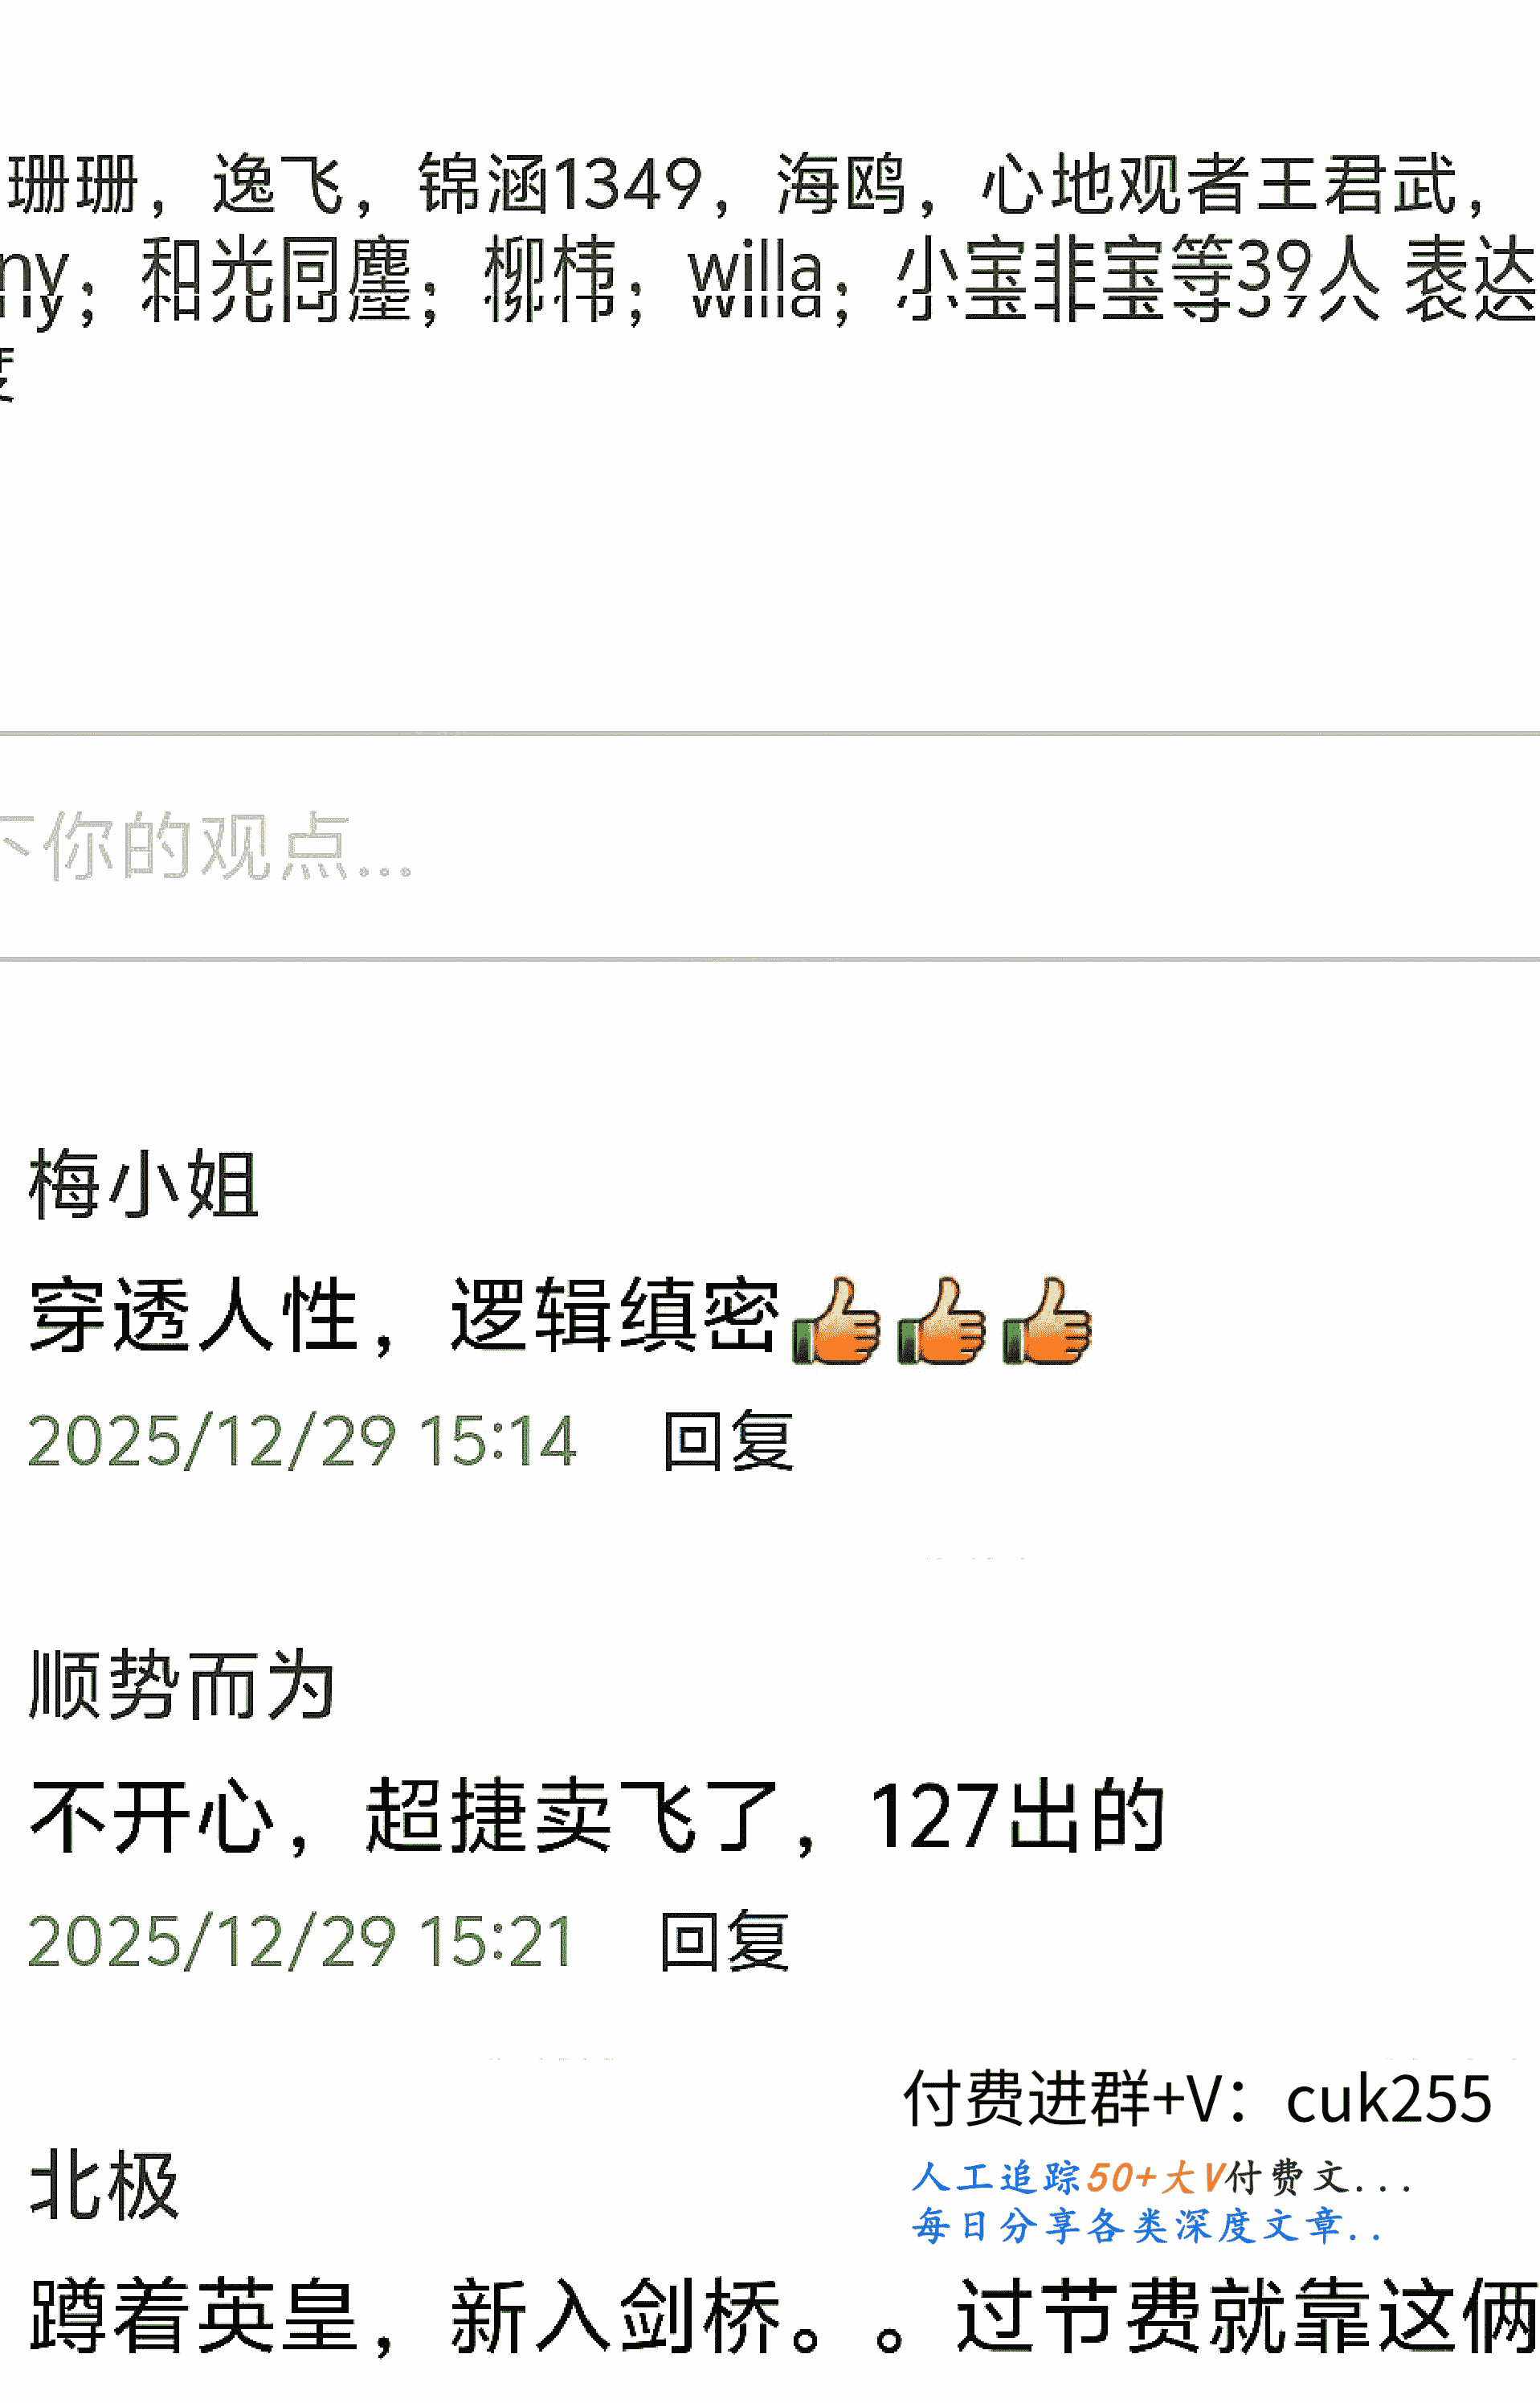 珊珊，逸飞，锦涵1349，海鸥，心地观者王君武，
ny；和光同塵；柳栋；willa；小宝非宝等39人 表达
度
下你的观点...
梅小姐
穿透人性，逻辑缜密👍👍👍
2025/12/29 15:14 回复
顺势而为
不开心，超捷卖飞了，127出的
2025/12/29 15:21 回复
付费进群+V：cuk255
人工追踪50+大V付费文...
每日分享各类深度文章..
北极
蹲着英皇，新入剑桥。。过节费就靠这俩